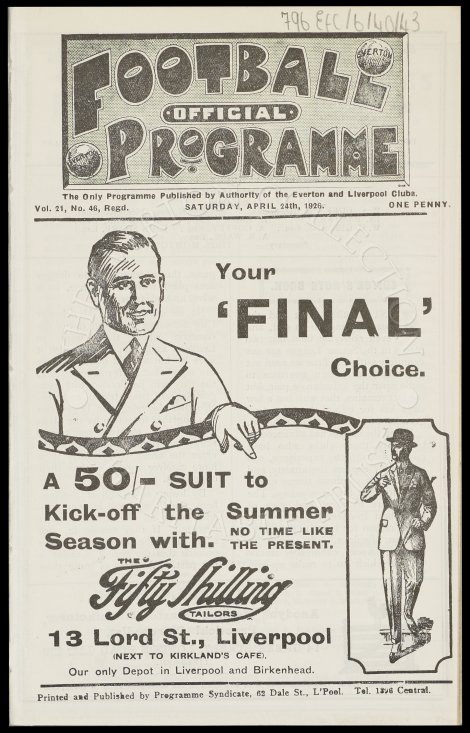 796 EFC/6/40/43
FOOTBALL
EVERTON
OFFICIAL
PROGRAMME
The Only Programme Published by Authority of the Everton and Liverpool Clubs.
Vol. 21, No. 46, Regd. SATURDAY, APRIL 24th, 1926. ONE PENNY.
Your
'FINAL'
Choice.
A 50/- SUIT to
Kick-off the Summer
Season with. NO TIME LIKE
THE PRESENT.
THE
Fifty Shilling
TAILORS
13 Lord St., Liverpool
(NEXT TO KIRKLAND'S CAFE).
Our only Depot in Liverpool and Birkenhead.
Printed and Published by Programme Syndicate, 62 Dale St., L'Pool. Tel. 1396 Central.